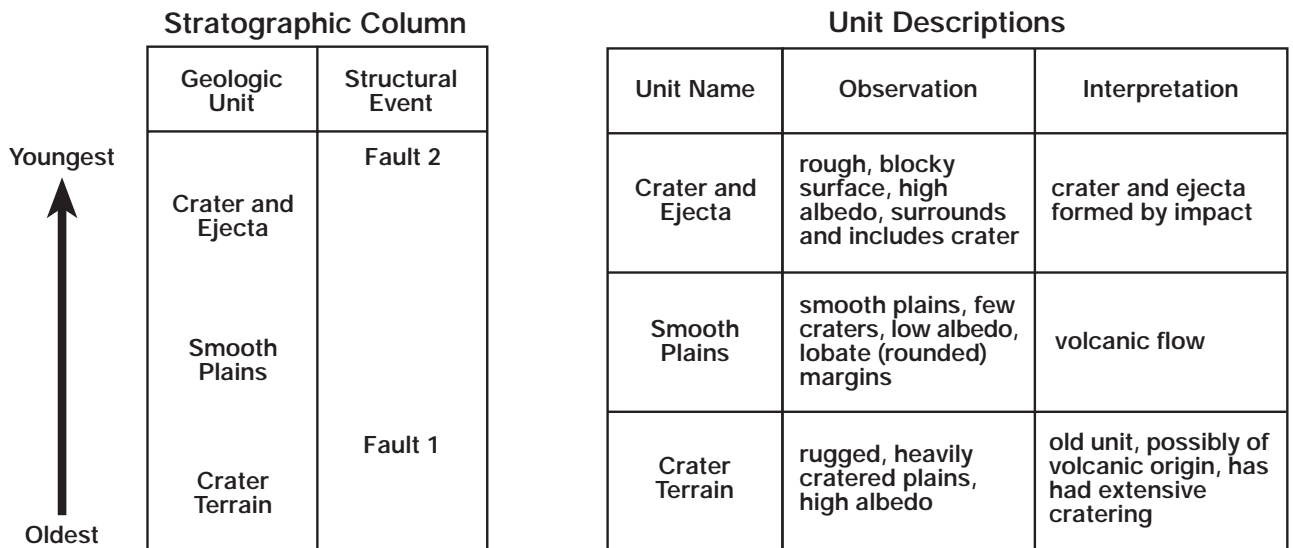 Stratographic Column
Geologic
Unit
Structural
Event
Youngest
Oldest
Fault 2
Crater and
Ejecta
Smooth
Plains
Fault 1
Crater
Terrain
Unit Descriptions
Unit Name
Observation
Interpretation
Crater and
Ejecta
rough, blocky
surface, high
albedo, surrounds
and includes crater
crater and ejecta
formed by impact
Smooth
Plains
smooth plains, few
craters, low albedo,
lobate (rounded)
margins
volcanic flow
Crater
Terrain
rugged, heavily
cratered plains,
high albedo
old unit, possibly of
volcanic origin, has
had extensive
cratering